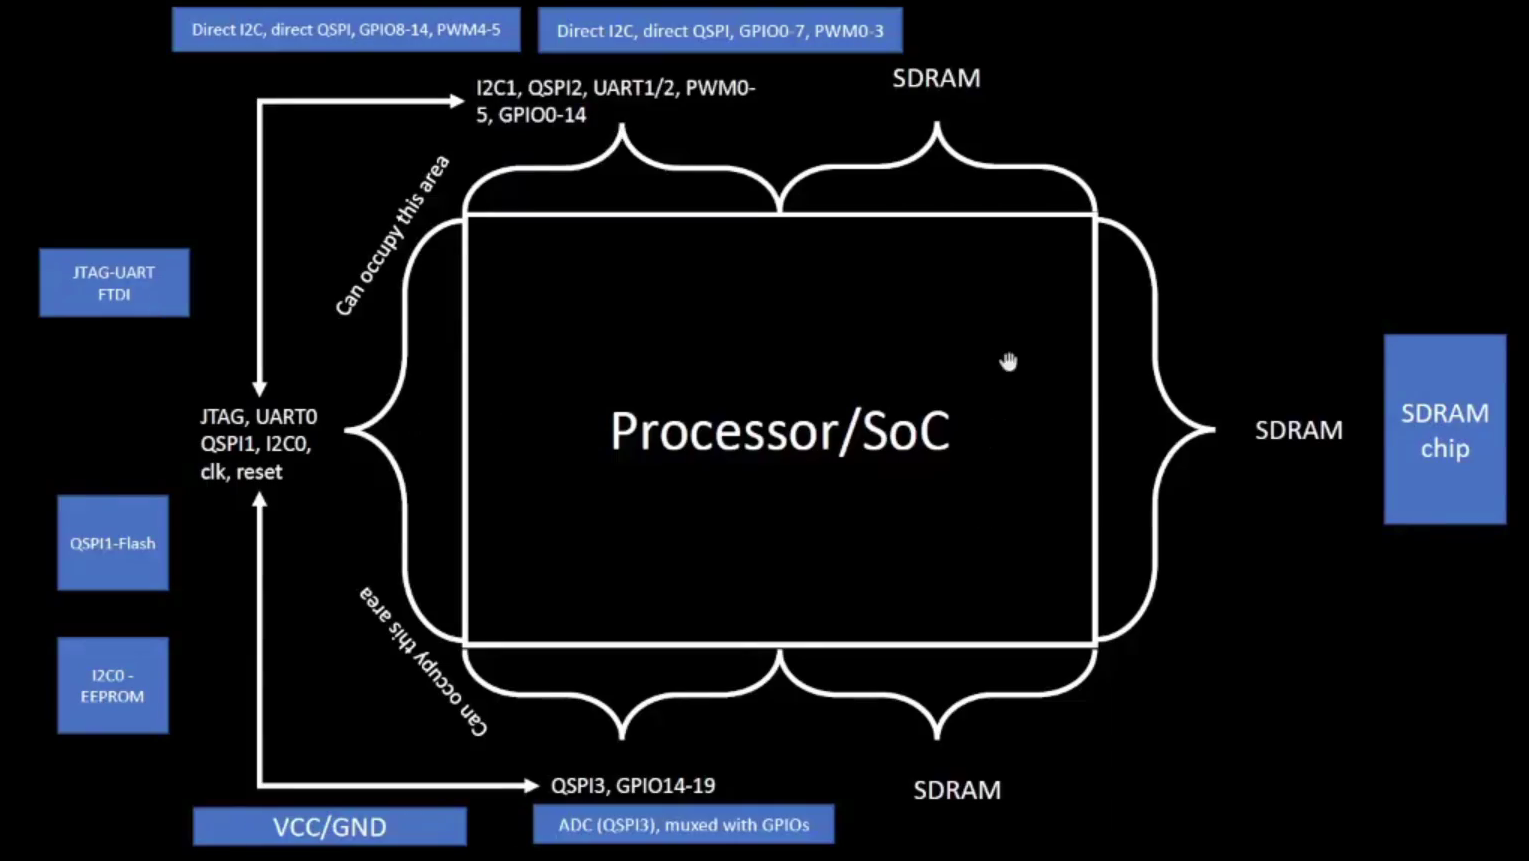 Direct I2C, direct QSPI, GPIO8-14, PWM4-5
Direct I2C, direct QSPI, GPIO0-7, PWM0-3
I2C1, QSPI2, UART1/2, PWM0-
5, GPIO0-14
SDRAM
Can occupy this area
JTAG-UART
FTDI
JTAG, UART0
QSPI1, I2C0,
clk, reset
Processor/SoC
SDRAM
SDRAM
chip
QSPI1-Flash
I2C0 -
EEPROM
Can occupy this area
QSPI3, GPIO14-19
SDRAM
VCC/GND
ADC (QSPI3), muxed with GPIOs